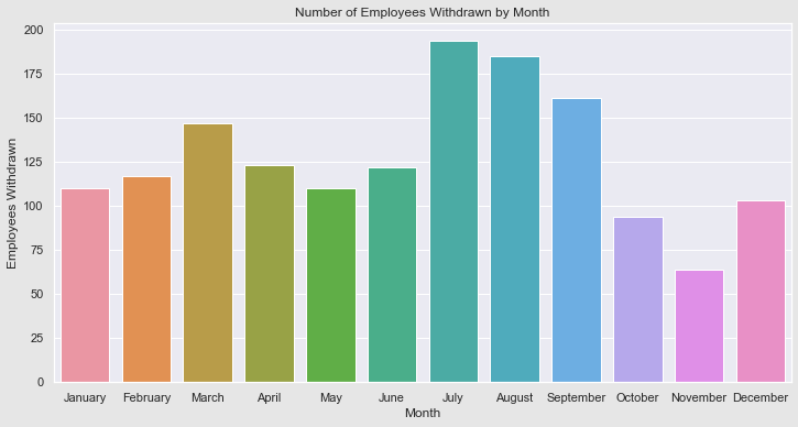 Number of Employees Withdrawn by Month
Employees Withdrawn
200
175
150
125
100
75
50
25
0
January February March April May June July August September October November December
Month